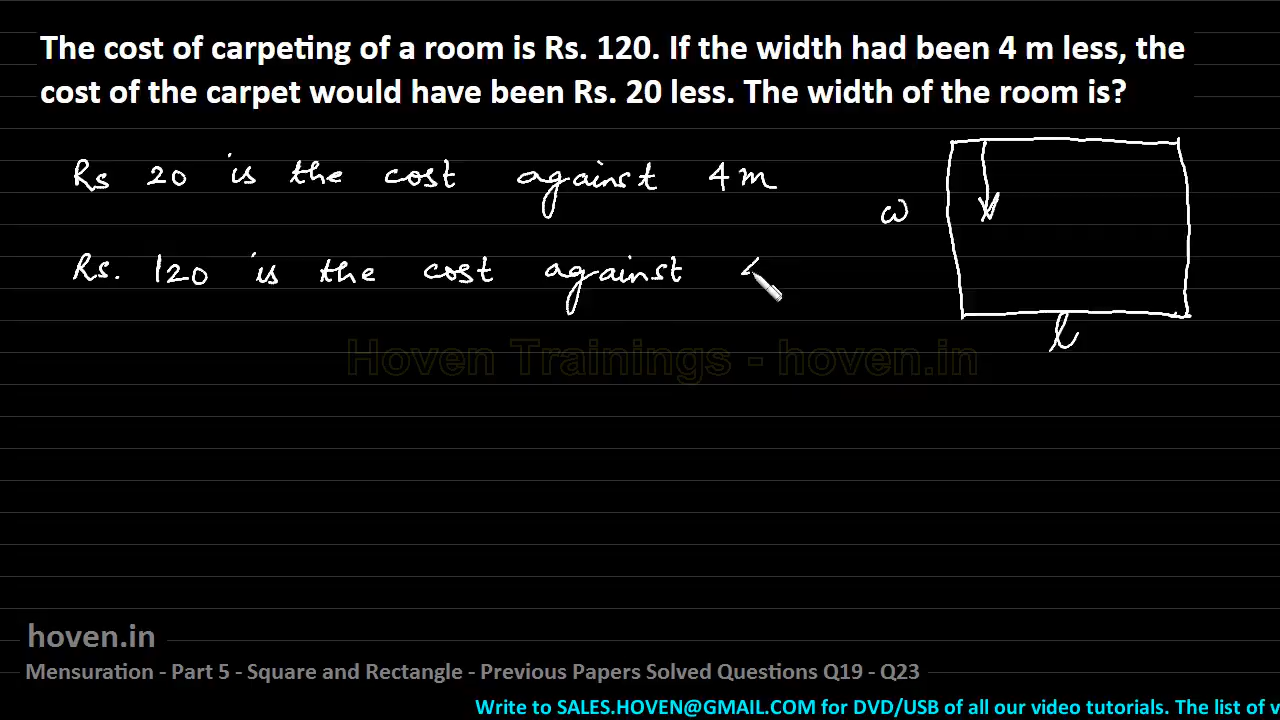 The cost of carpeting of a room is Rs. 120. If the width had been 4 m less, the
cost of the carpet would have been Rs. 20 less. The width of the room is?
Rs 20 is the cost against 4m
ω
Rs. 120 is the cost against
l
Hoven Trainings - hoven.in
hoven.in
Mensuration - Part 5 - Square and Rectangle - Previous Papers Solved Questions Q19 - Q23
Write to SALES.HOVEN@GMAIL.COM for DVD/USB of all our video tutorials. The list of